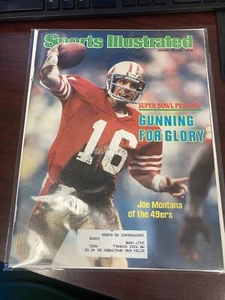 Sports Illustrated
SUPER BOWL PREVIEW
GUNNING
FOR GLORY
16
Joe Montana
of the 49ers